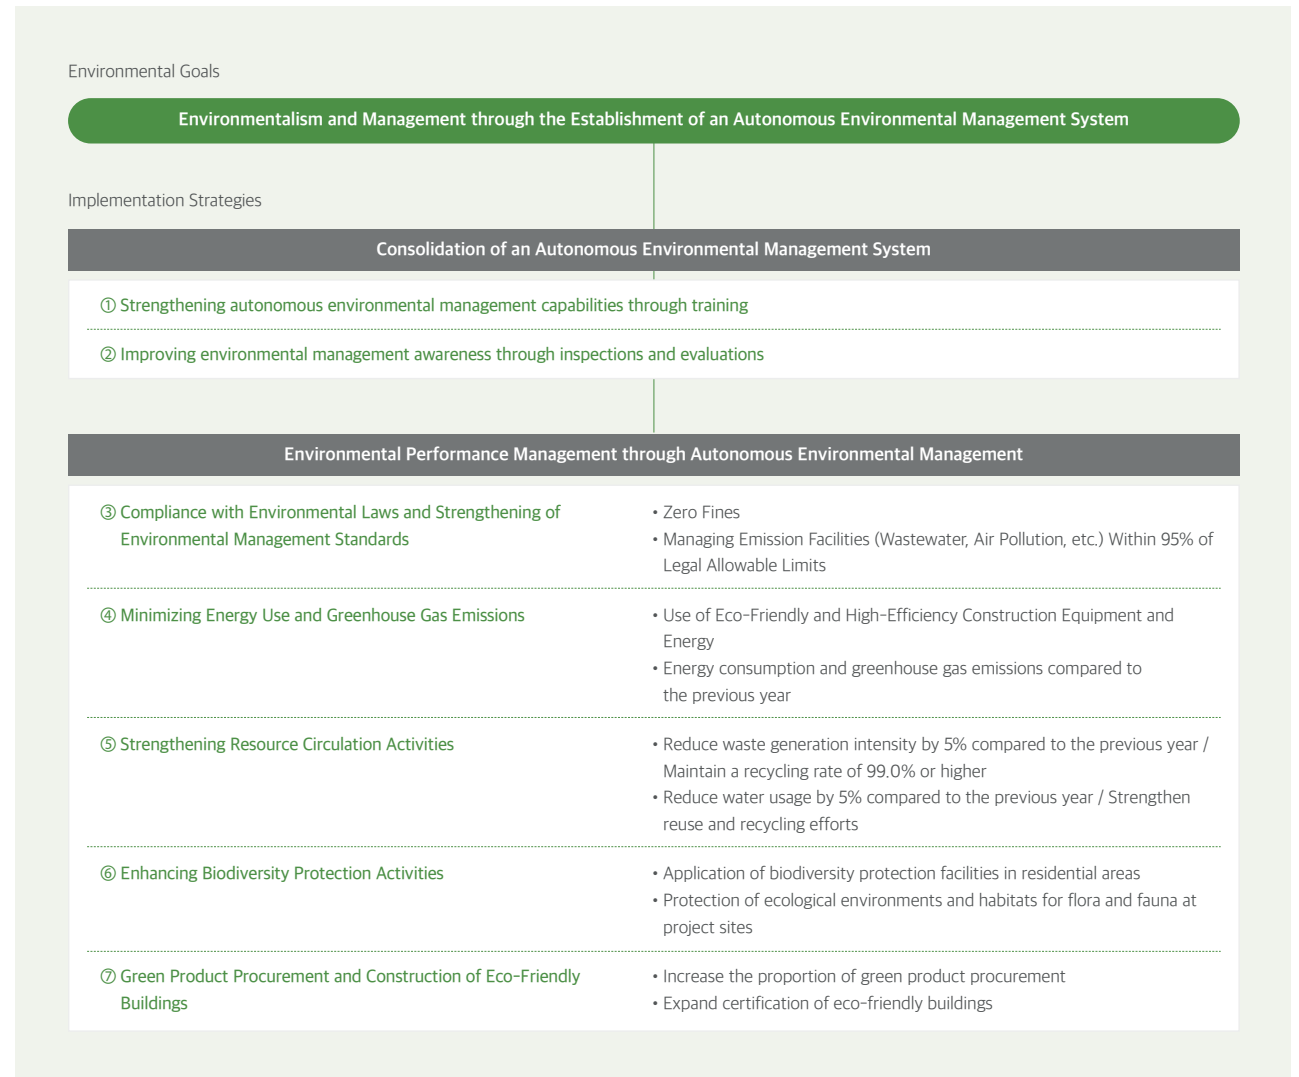 Environmental Goals
Environmentalism and Management through the Establishment of an Autonomous Environmental Management System
Implementation Strategies
Consolidation of an Autonomous Environmental Management System
① Strengthening autonomous environmental management capabilities through training
② Improving environmental management awareness through inspections and evaluations
Environmental Performance Management through Autonomous Environmental Management
③ Compliance with Environmental Laws and Strengthening of
Environmental Management Standards
• Zero Fines
• Managing Emission Facilities (Wastewater, Air Pollution, etc.) Within 95% of
Legal Allowable Limits
④ Minimizing Energy Use and Greenhouse Gas Emissions
• Use of Eco-Friendly and High-Efficiency Construction Equipment and
Energy
• Energy consumption and greenhouse gas emissions compared to
the previous year
⑤ Strengthening Resource Circulation Activities
• Reduce waste generation intensity by 5% compared to the previous year /
Maintain a recycling rate of 99.0% or higher
• Reduce water usage by 5% compared to the previous year / Strengthen
reuse and recycling efforts
⑥ Enhancing Biodiversity Protection Activities
• Application of biodiversity protection facilities in residential areas
• Protection of ecological environments and habitats for flora and fauna at
project sites
⑦ Green Product Procurement and Construction of Eco-Friendly
Buildings
• Increase the proportion of green product procurement
• Expand certification of eco-friendly buildings